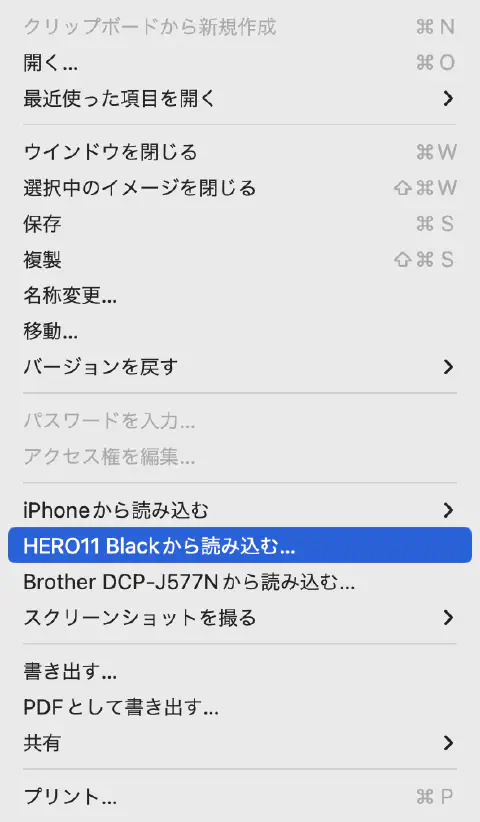 クリップボードから新規作成 ⌘ N
開く... ⌘ O
最近使った項目を開く >
ウインドウを閉じる ⌘ W
選択中のイメージを閉じる ⇧ ⌘ W
保存 ⌘ S
複製 ⇧ ⌘ S
名称変更...
移動...
バージョンを戻す >
パスワードを入力...
アクセス権を編集...
iPhoneから読み込む >
HERO11 Blackから読み込む...
Brother DCP-J577Nから読み込む...
スクリーンショットを撮る >
書き出す...
PDFとして書き出す...
共有 >
プリント... ⌘ P